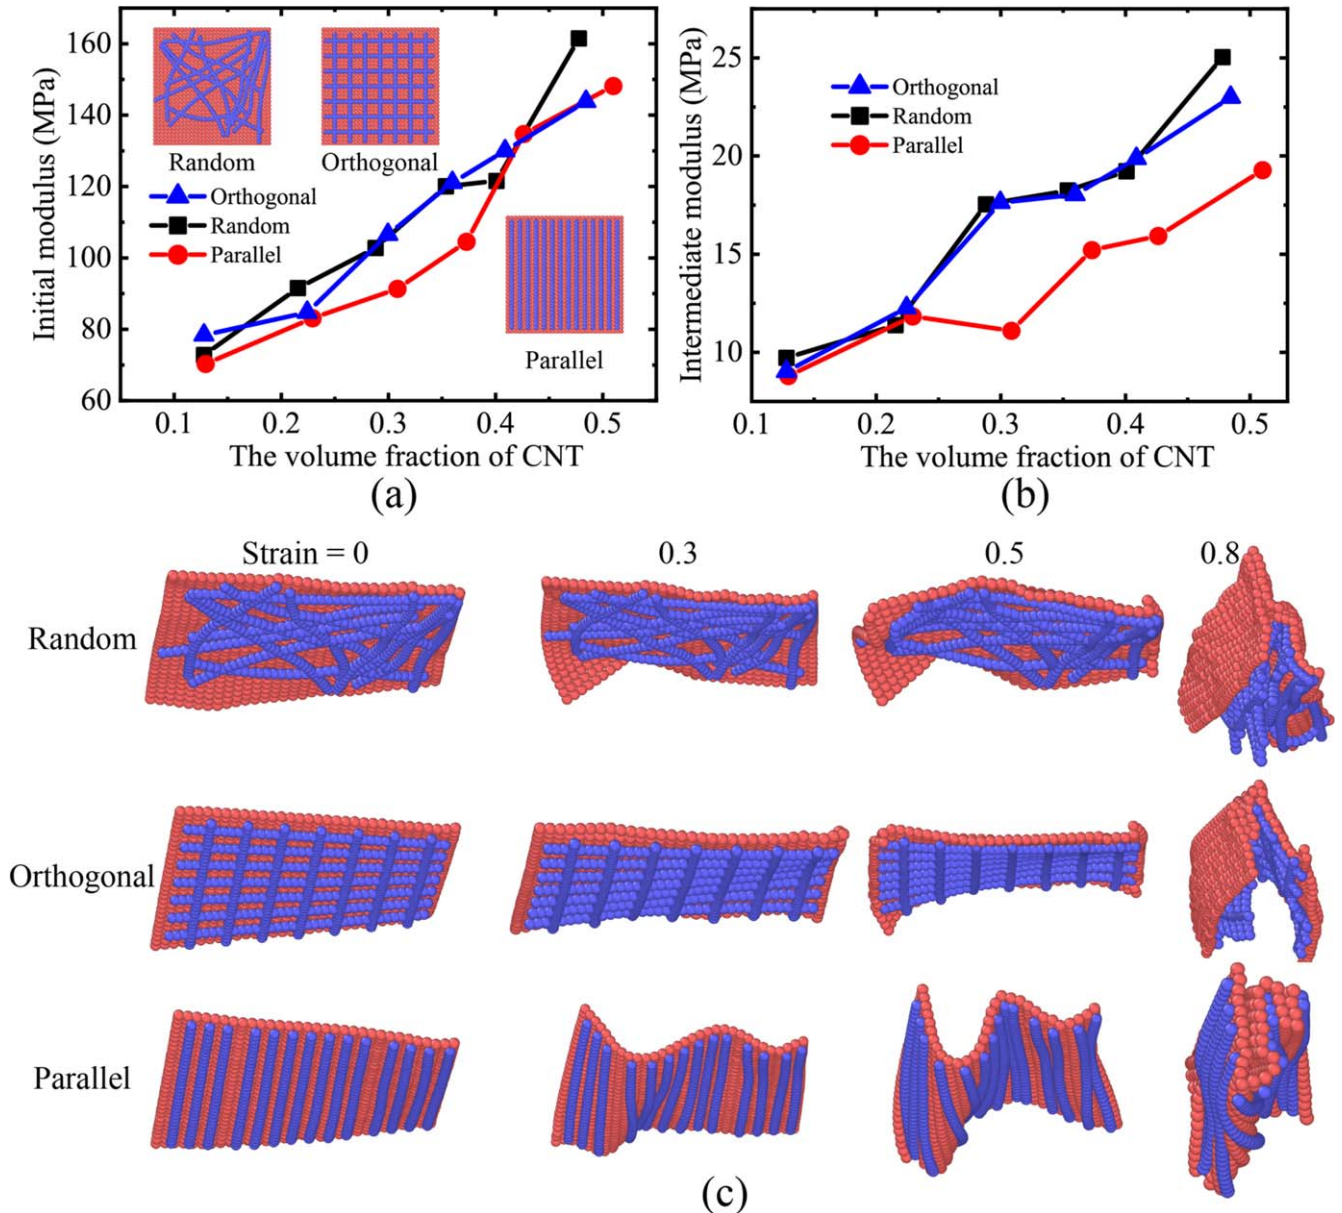 160
140
120
100
80
60
Initial modulus (MPa)
Random
Orthogonal
Orthogonal
Random
Parallel
Parallel
0.1 0.2 0.3 0.4 0.5
The volume fraction of CNT
(a)
25
20
15
10
Intermediate modulus (MPa)
Orthogonal
Random
Parallel
0.1 0.2 0.3 0.4 0.5
The volume fraction of CNT
(b)
Strain = 0 0.3 0.5 0.8
Random
Orthogonal
Parallel
(c)